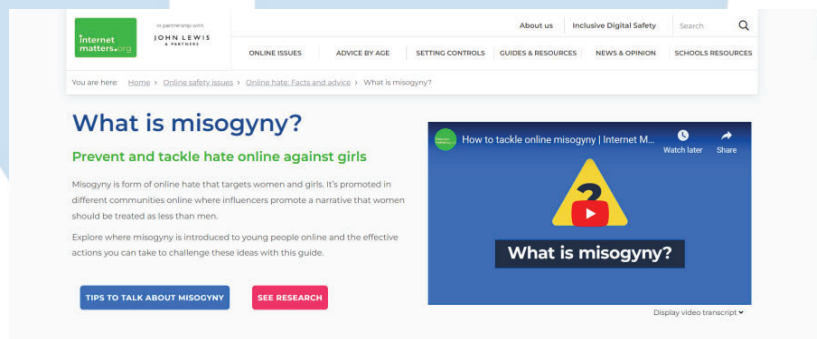 internet
matters.org
In partnership with
JOHN LEWIS
& PARTNERS
About us Inclusive Digital Safety Search
ONLINE ISSUES ADVICE BY AGE SETTING CONTROLS GUIDES & RESOURCES NEWS & OPINION SCHOOLS RESOURCES
You are here: Home › Online safety issues › Online hate: Facts and advice › What is misogyny?
What is misogyny?
Prevent and tackle hate online against girls
Misogyny is form of online hate that targets women and girls. It's promoted in
different communities online where influencers promote a narrative that women
should be treated as less than men.
Explore where misogyny is introduced to young people online and the effective
actions you can take to challenge these ideas with this guide.
TIPS TO TALK ABOUT MISOGYNY SEE RESEARCH
How to tackle online misogyny | Internet M...
Watch later Share
?
What is misogyny?
Display video transcript